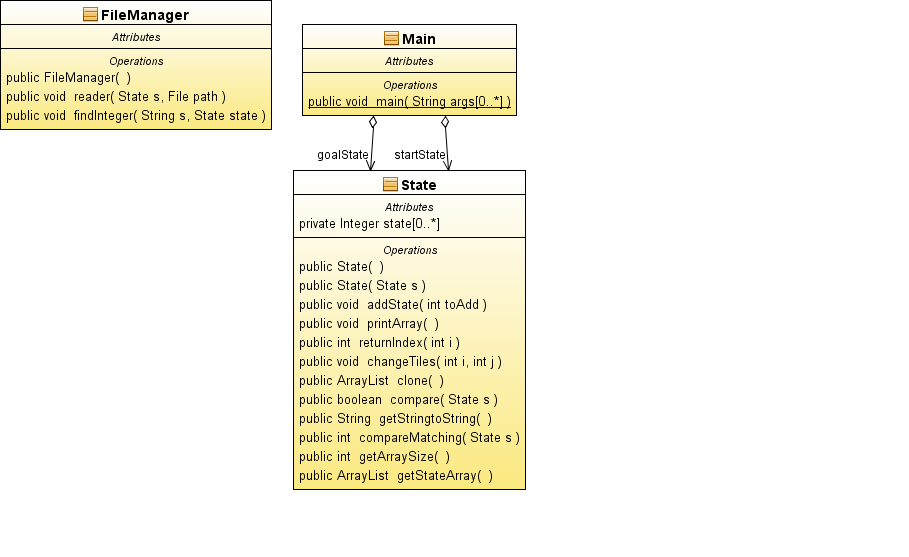 FileManager
Attributes
Operations
public FileManager(  )
public void  reader( State s, File path )
public void  findInteger( String s, State state )
Main
Attributes
Operations
public void  main( String args[0..*] )
goalState
startState
State
Attributes
private Integer state[0..*]
Operations
public State(  )
public State( State s )
public void  addState( int toAdd )
public void  printArray(  )
public int  returnIndex( int i )
public void  changeTiles( int i, int j )
public ArrayList  clone(  )
public boolean  compare( State s )
public String  getStringtoString(  )
public int  compareMatching( State s )
public int  getArraySize(  )
public ArrayList  getStateArray(  )